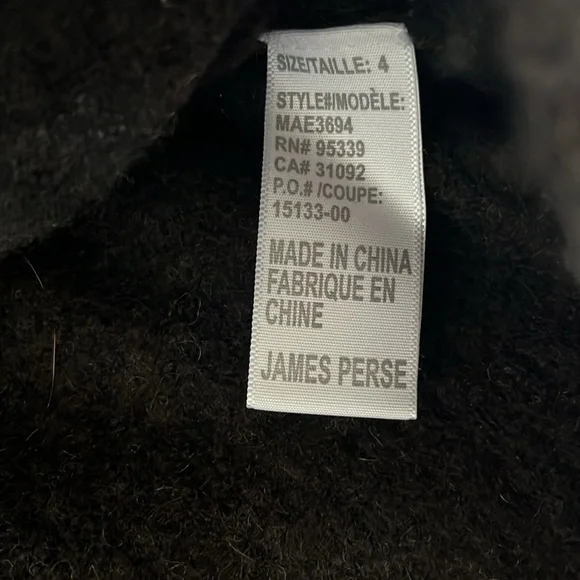 SIZE/TAILLE: 4
STYLE#/MODÈLE:
MAE3694
RN# 95339
CA# 31092
P.O.# /COUPE:
15133-00
MADE IN CHINA
FABRIQUE EN
CHINE
JAMES PERSE